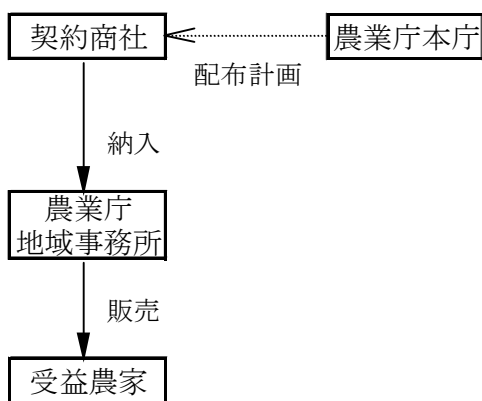 契約商社
農業庁本庁
配布計画
納入
農業庁
地域事務所
販売
受益農家